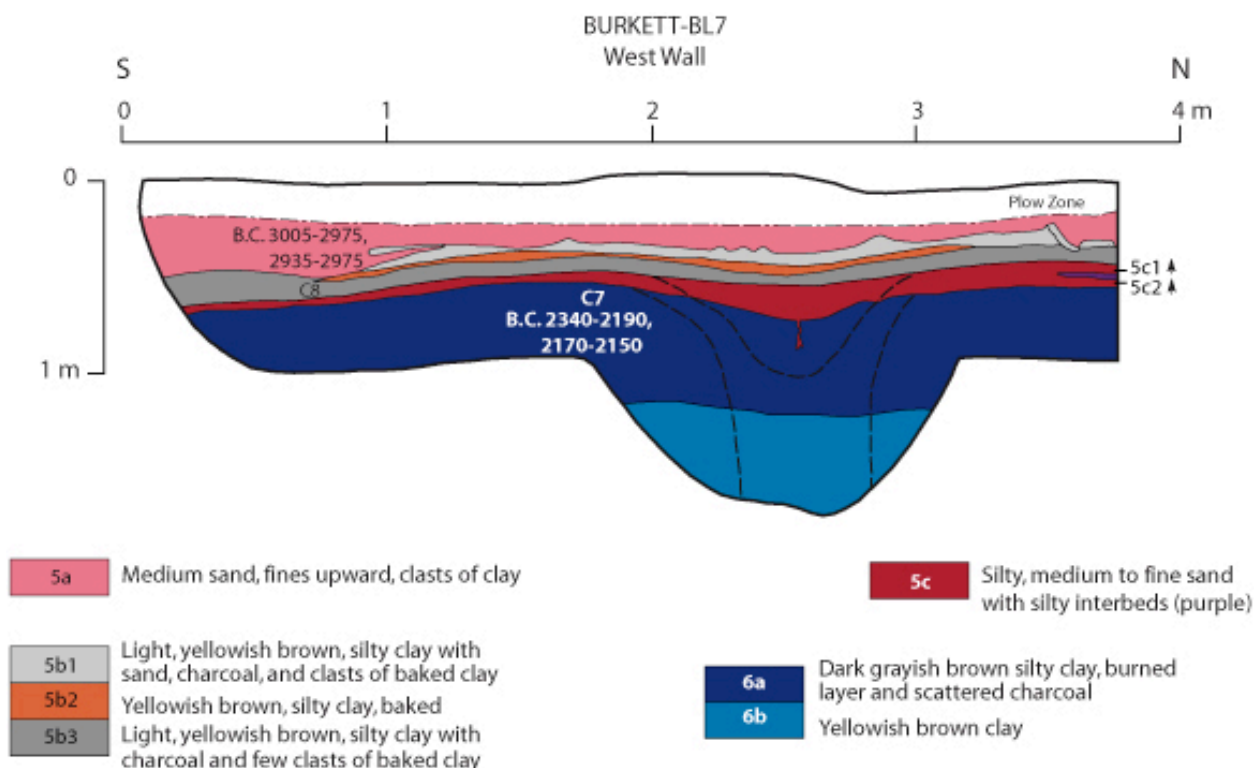 BURKETT-BL7
West Wall
S
N
0
1
2
3
4 m
0
1 m
Plow Zone
B.C. 3005-2975,
2935-2975
C8
C7
B.C. 2340-2190,
2170-2150
5c1
5c2
5a
Medium sand, fines upward, clasts of clay
5b1
Light, yellowish brown, silty clay with
sand, charcoal, and clasts of baked clay
5b2
Yellowish brown, silty clay, baked
5b3
Light, yellowish brown, silty clay with
charcoal and few clasts of baked clay
5c
Silty, medium to fine sand
with silty interbeds (purple)
6a
Dark grayish brown silty clay, burned
layer and scattered charcoal
6b
Yellowish brown clay